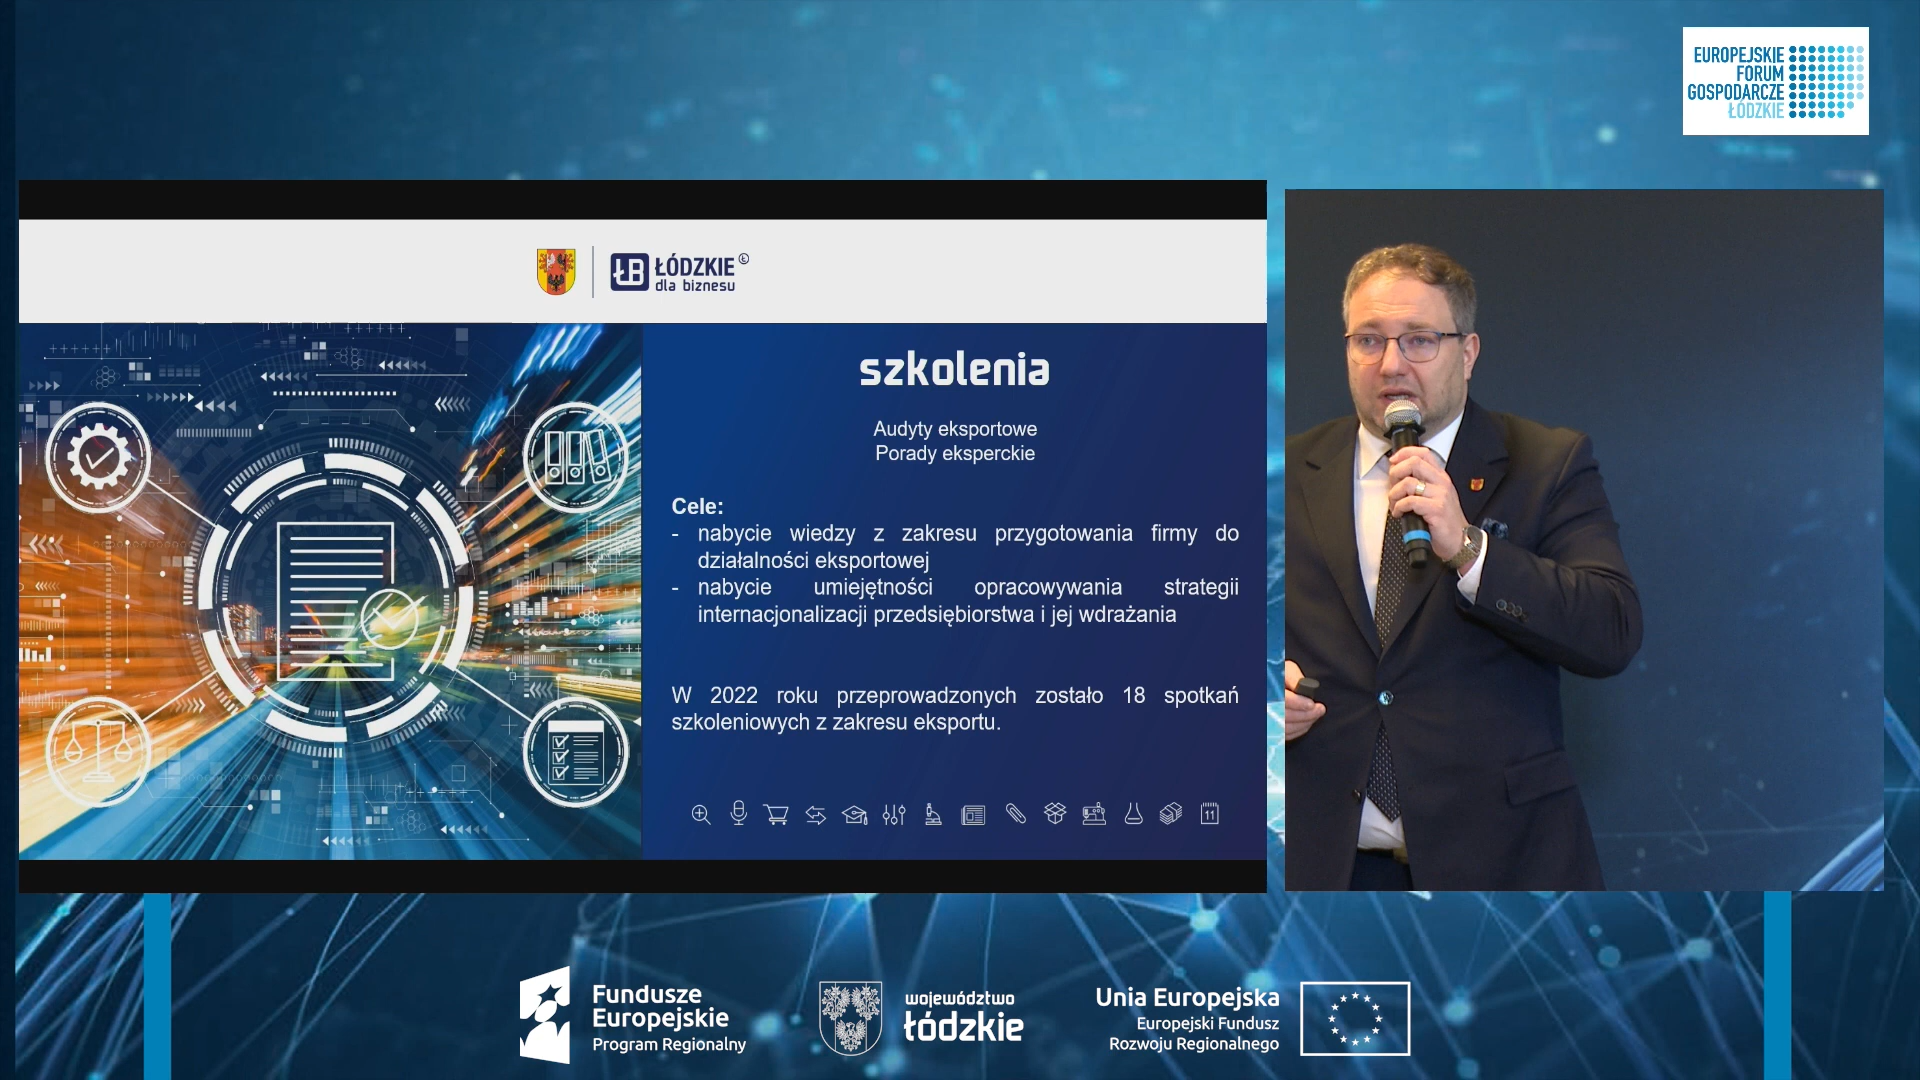 EUROPEJSKIE
FORUM
GOSPODARCZE
ŁÓDZKIE
ŁB ŁÓDZKIE Ł
dla biznesu
szkolenia
Audyty eksportowe
Porady eksperckie
Cele:
- nabycie wiedzy z zakresu przygotowania firmy do
działalności eksportowej
- nabycie umiejętności opracowywania strategii
internacjonalizacji przedsiębiorstwa i jej wdrażania
W 2022 roku przeprowadzonych zostało 18 spotkań
szkoleniowych z zakresu eksportu.
11
Fundusze
Europejskie
Program Regionalny
województwo
łódzkie
Unia Europejska
Europejski Fundusz
Rozwoju Regionalnego